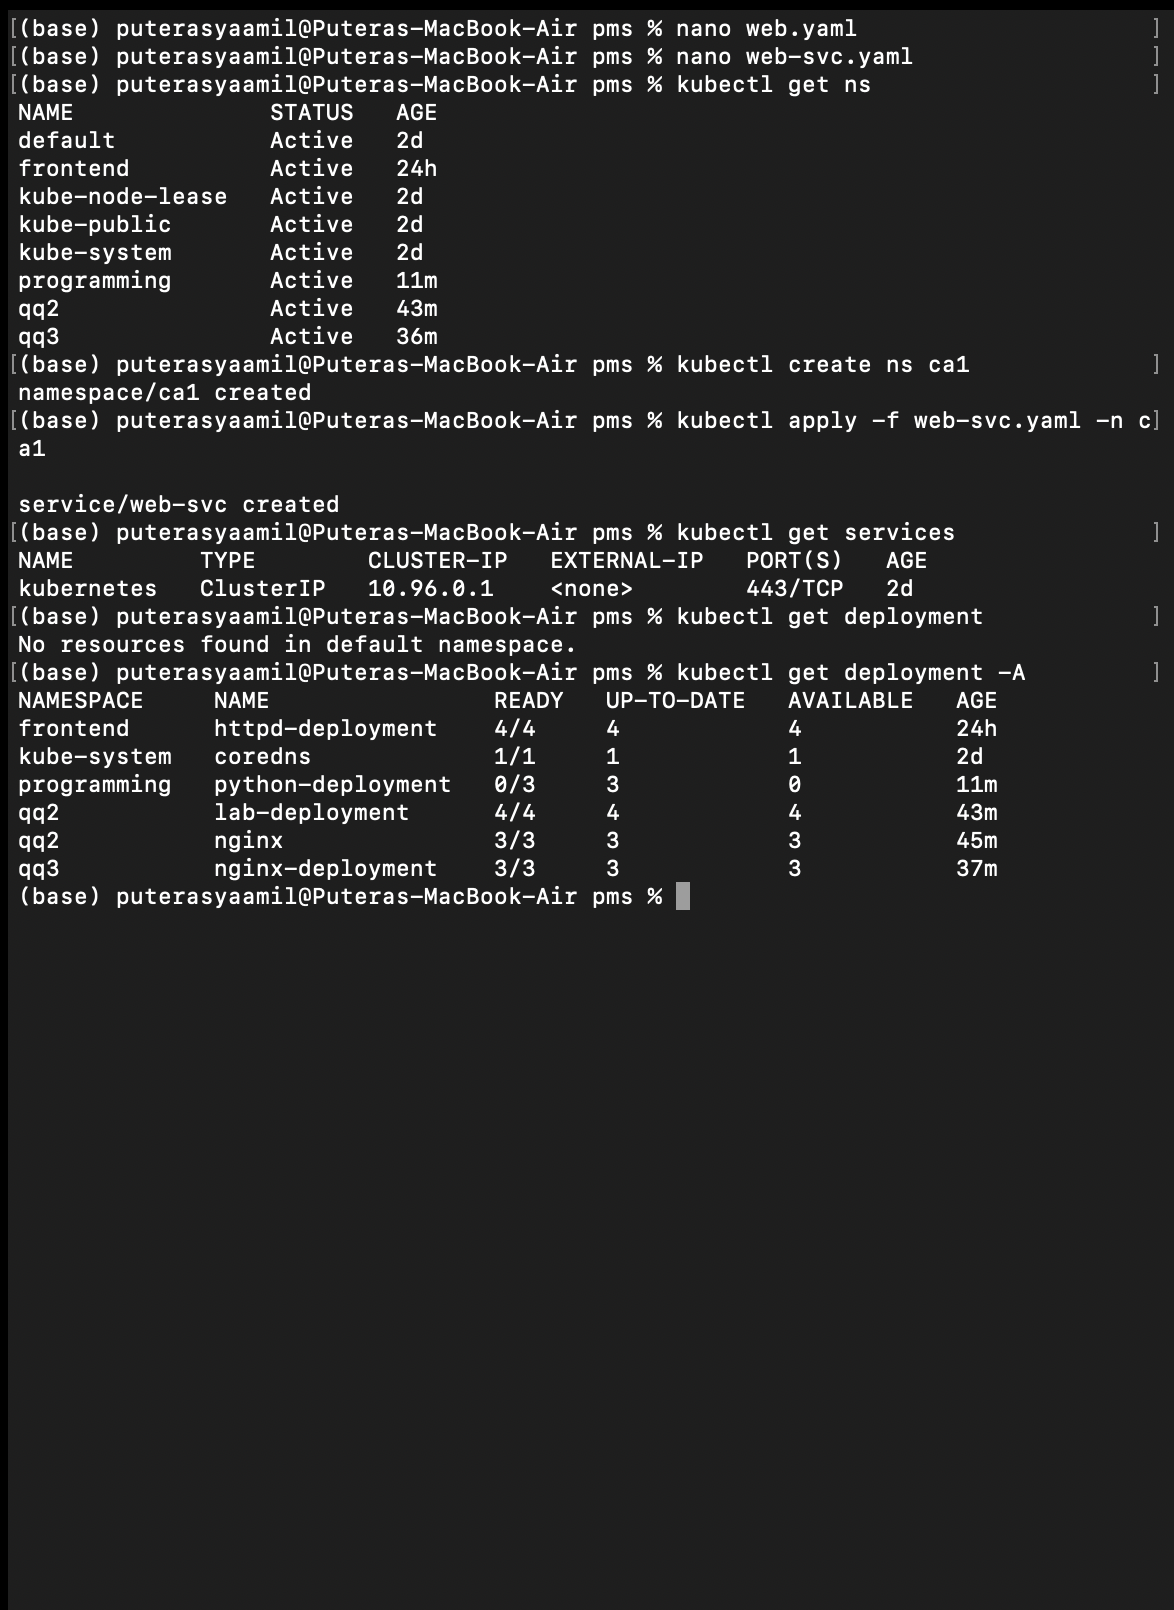 [(base) puterasyaamil@Puteras-MacBook-Air pms % nano web.yaml ]
[(base) puterasyaamil@Puteras-MacBook-Air pms % nano web-svc.yaml ]
[(base) puterasyaamil@Puteras-MacBook-Air pms % kubectl get ns ]
NAME STATUS AGE
default Active 2d
frontend Active 24h
kube-node-lease Active 2d
kube-public Active 2d
kube-system Active 2d
programming Active 11m
qq2 Active 43m
qq3 Active 36m
[(base) puterasyaamil@Puteras-MacBook-Air pms % kubectl create ns ca1 ]
namespace/ca1 created
[(base) puterasyaamil@Puteras-MacBook-Air pms % kubectl apply -f web-svc.yaml -n c]
a1
service/web-svc created
[(base) puterasyaamil@Puteras-MacBook-Air pms % kubectl get services ]
NAME TYPE CLUSTER-IP EXTERNAL-IP PORT(S) AGE
kubernetes ClusterIP 10.96.0.1 <none> 443/TCP 2d
[(base) puterasyaamil@Puteras-MacBook-Air pms % kubectl get deployment ]
No resources found in default namespace.
[(base) puterasyaamil@Puteras-MacBook-Air pms % kubectl get deployment -A ]
NAMESPACE NAME READY UP-TO-DATE AVAILABLE AGE
frontend httpd-deployment 4/4 4 4 24h
kube-system coredns 1/1 1 1 2d
programming python-deployment 0/3 3 0 11m
qq2 lab-deployment 4/4 4 4 43m
qq2 nginx 3/3 3 3 45m
qq3 nginx-deployment 3/3 3 3 37m
(base) puterasyaamil@Puteras-MacBook-Air pms %